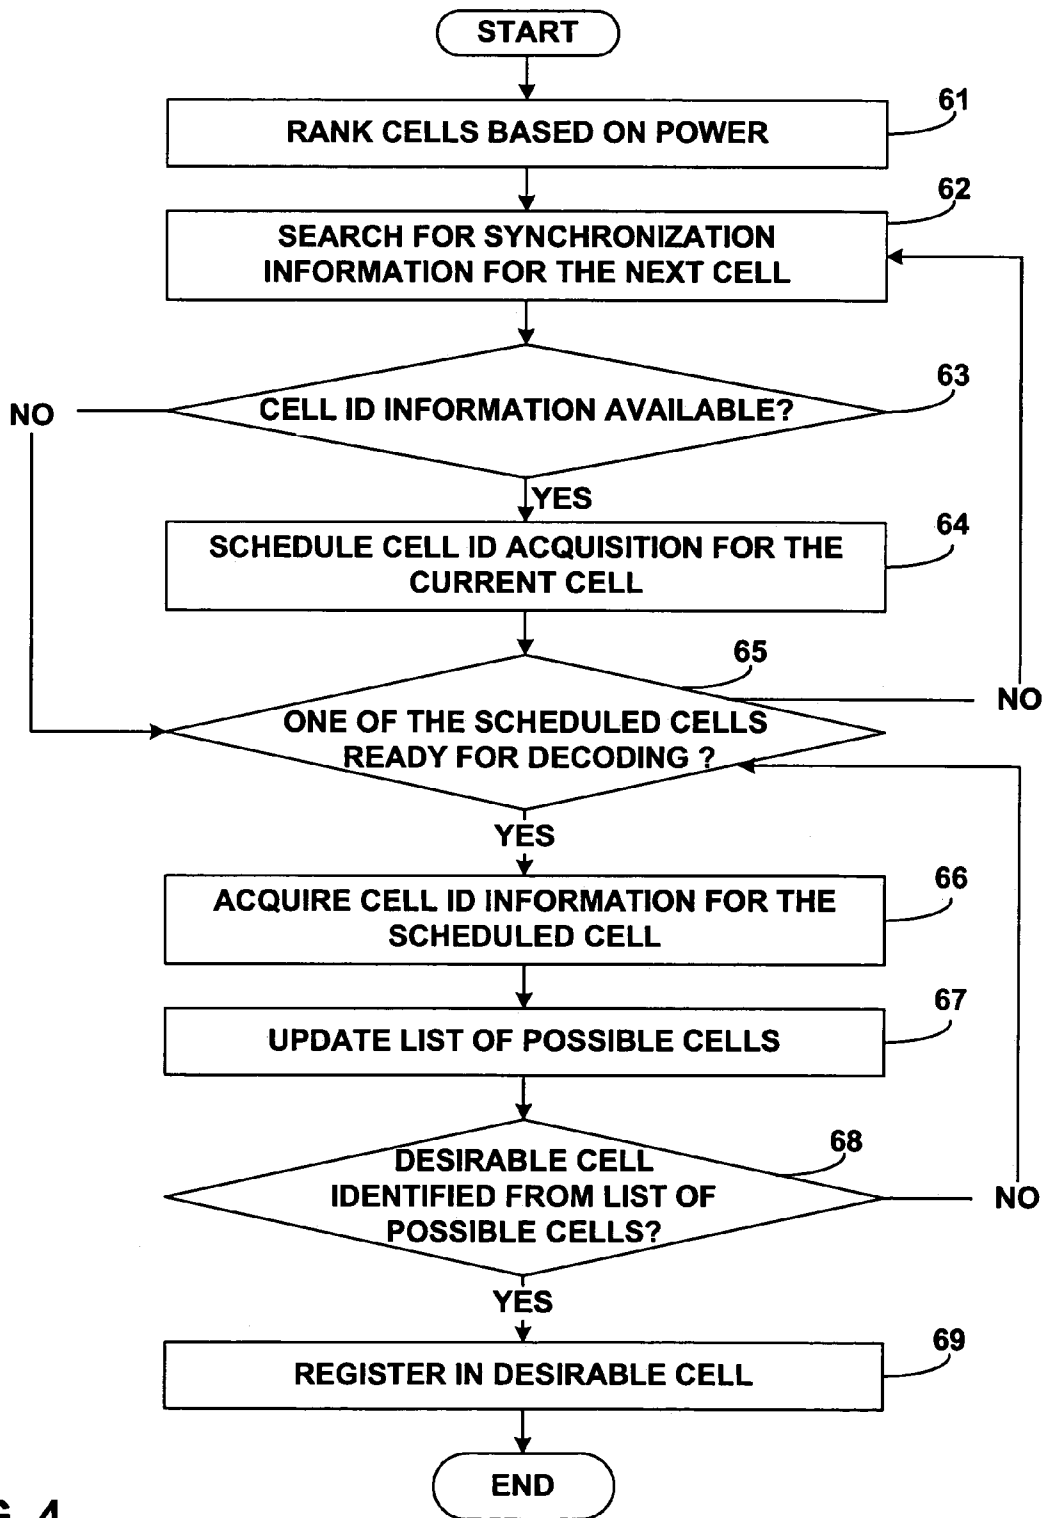 START
RANK CELLS BASED ON POWER
61
62
SEARCH FOR SYNCHRONIZATION
INFORMATION FOR THE NEXT CELL
63
NO
CELL ID INFORMATION AVAILABLE?
YES
64
SCHEDULE CELL ID ACQUISITION FOR THE
CURRENT CELL
65
NO
ONE OF THE SCHEDULED CELLS
READY FOR DECODING ?
YES
66
ACQUIRE CELL ID INFORMATION FOR THE
SCHEDULED CELL
67
UPDATE LIST OF POSSIBLE CELLS
68
DESIRABLE CELL
IDENTIFIED FROM LIST OF
POSSIBLE CELLS?
NO
YES
69
REGISTER IN DESIRABLE CELL
END
4